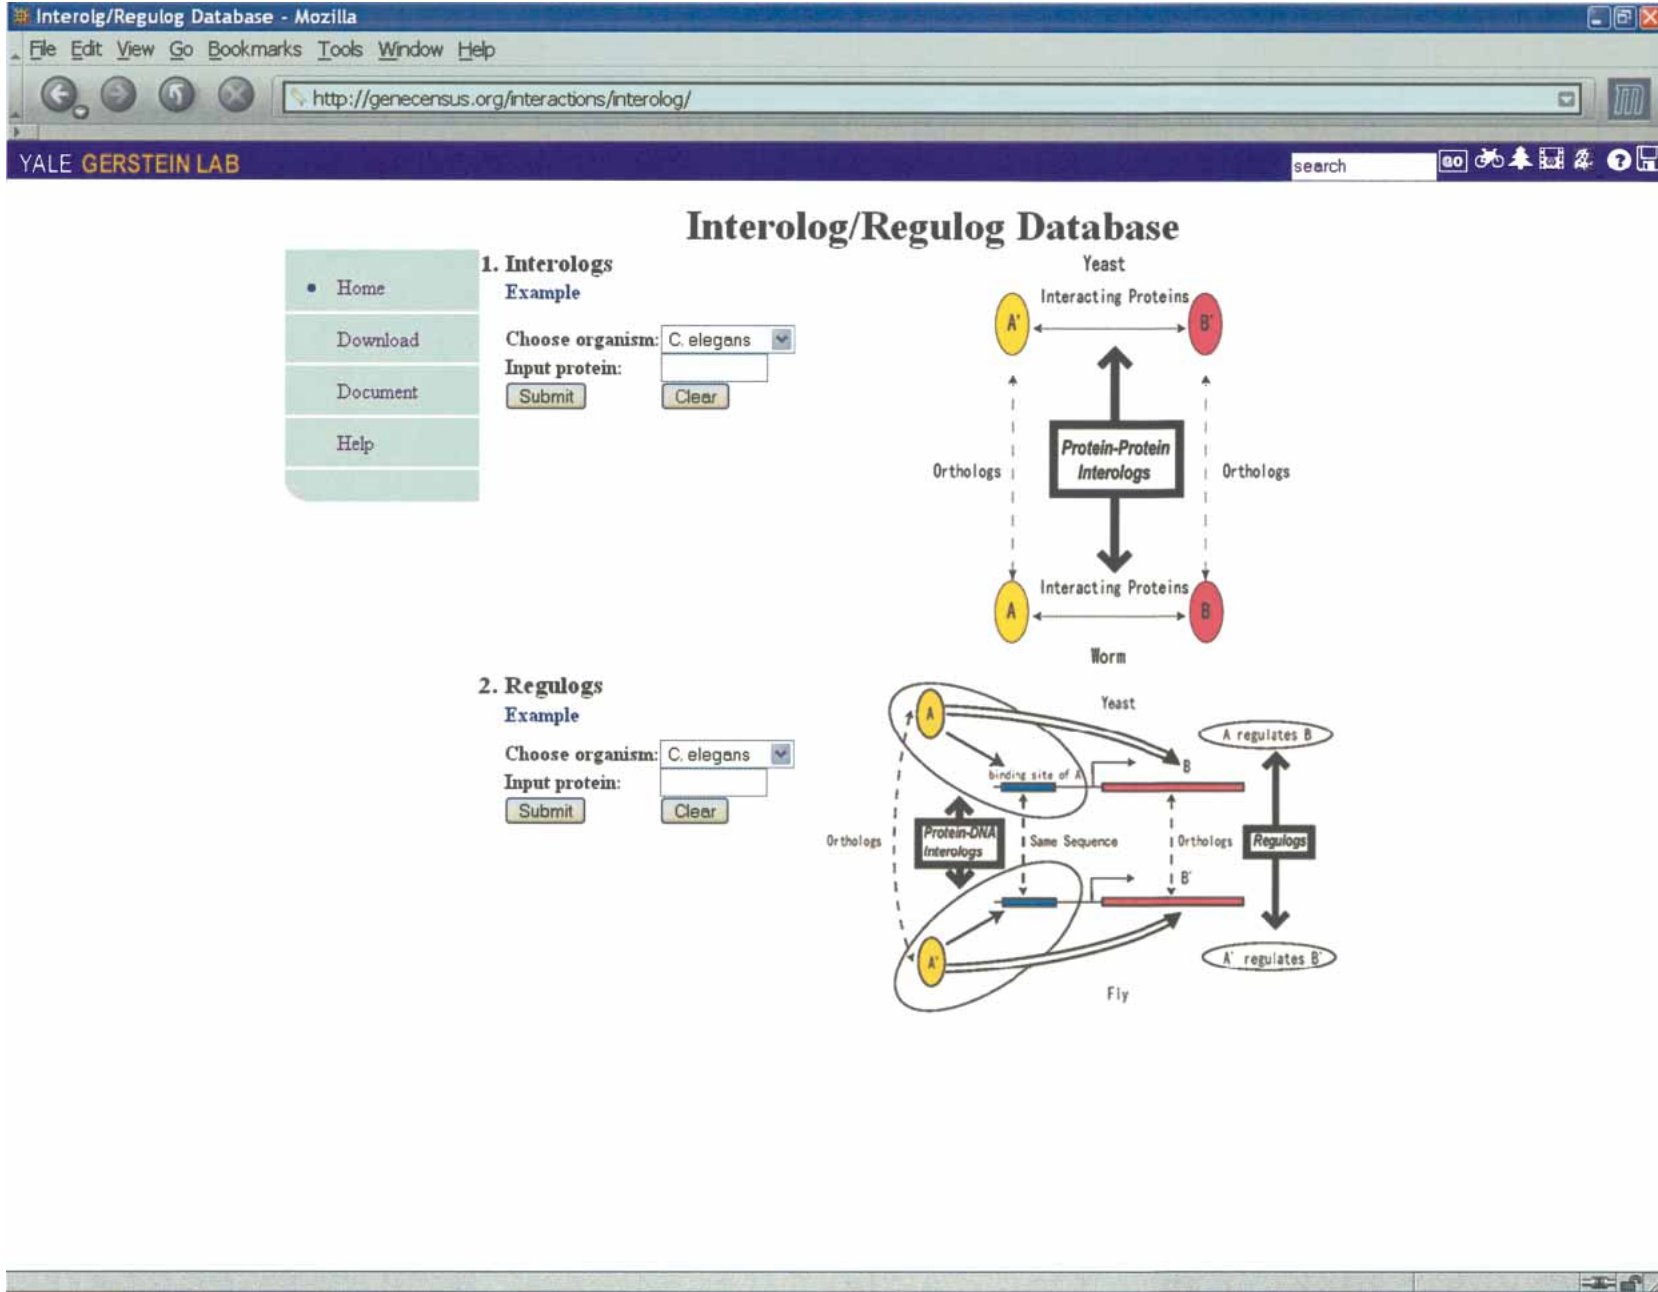 Interolg/Regulog Database - Mozilla
File Edit View Go Bookmarks Tools Window Help
http://genecensus.org/interactions/interolog/
YALE GERSTEIN LAB
search
GO
Interolog/Regulog Database
Home
Download
Document
Help
1. Interologs
Example
Choose organism: C. elegans
Input protein:
Submit Clear
Yeast
Interacting Proteins
A' B'
Protein-Protein
Interologs
Orthologs Orthologs
Interacting Proteins
A B
Worm
2. Regulogs
Example
Choose organism: C. elegans
Input protein:
Submit Clear
Yeast
A
A regulates B
B
binding site of A
Orthologs
Protein-DNA
Interologs
Same Sequence
Orthologs
Regulogs
B'
A'
A' regulates B'
Fly